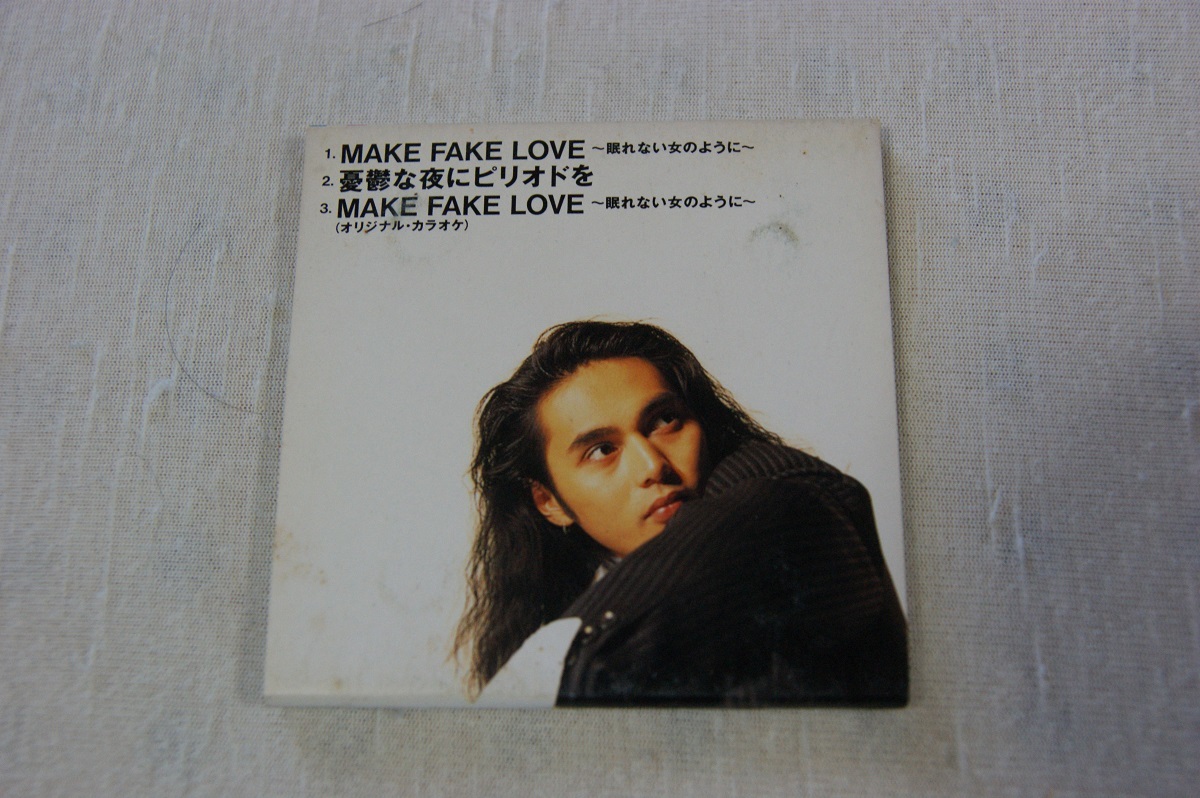 1. MAKE FAKE LOVE ～眠れない女のように～
2. 憂鬱な夜にピリオドを
3. MAKE FAKE LOVE ～眠れない女のように～
(オリジナル・カラオケ)